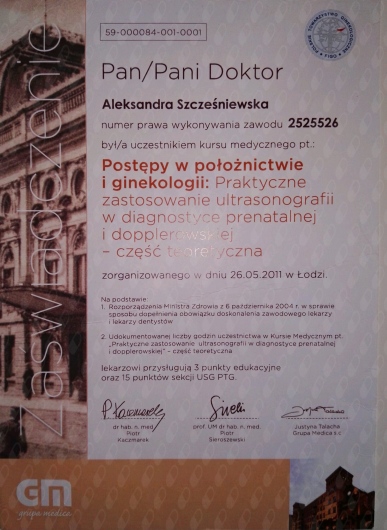 59-000084-001-0001
Pan/Pani Doktor
Aleksandra Szcześniewska
numer prawa wykonywania zawodu 2525526
był/a uczestnikiem kursu medycznego pt.:
Postępy w położnictwie
i ginekologii: Praktyczne
zastosowanie ultrasonografii
w diagnostyce prenatalnej
i dopplerowskiej
– część teoretyczna
zorganizowanego w dniu 26.05.2011 w Łodzi.
Na podstawie:
1. Rozporządzenia Ministra Zdrowia z 6 października 2004 r. w sprawie
sposobu dopełnienia obowiązku doskonalenia zawodowego lekarzy
i lekarzy dentystów
2. Udokumentowanej liczby godzin uczestnictwa w Kursie Medycznym pt.
„Praktyczne zastosowanie ultrasonografii w diagnostyce prenatalnej
i dopplerowskiej" – część teoretyczna
lekarzowi przysługują 3 punkty edukacyjne
oraz 15 punktów sekcji USG PTG.
dr hab. n. med.
Piotr
Kaczmarek
prof. UM dr hab. n. med.
Piotr
Sieroszewski
Justyna Talacha
Grupa Medica s.c.
Zaświadczenie
GM
grupa medica